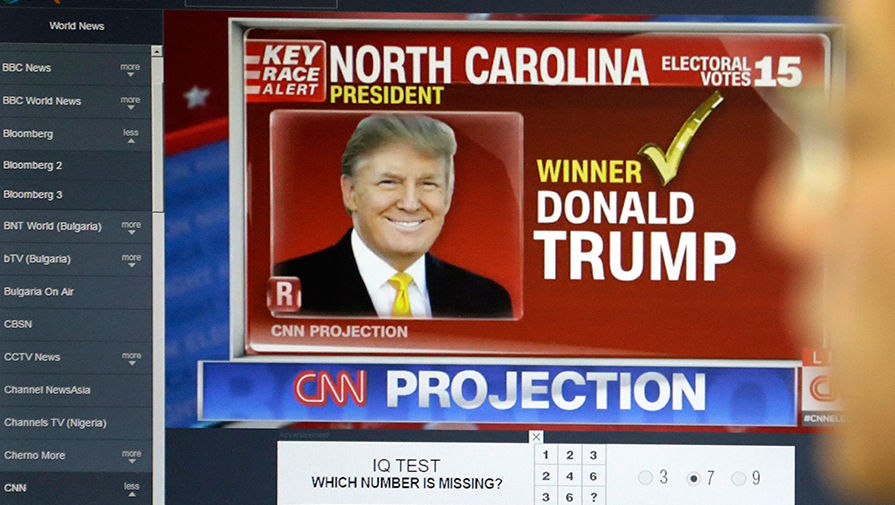 World News
BBC News
more
BBC World News
more
Bloomberg
less
Bloomberg 2
Bloomberg 3
BNT World (Bulgaria)
more
bTV (Bulgaria)
more
Bulgaria On Air
CBSN
CCTV News
more
Channel NewsAsia
Channels TV (Nigeria)
Cherno More
more
CNN
less
KEY
RACE
ALERT
NORTH CAROLINA
ELECTORAL
VOTES 15
PRESIDENT
WINNER
DONALD
TRUMP
R
CNN PROJECTION
CNN PROJECTION
#CNNELE
Advertisement
IQ TEST
WHICH NUMBER IS MISSING?
1 2 3
2 4 6
3 6 ?
3 7 9